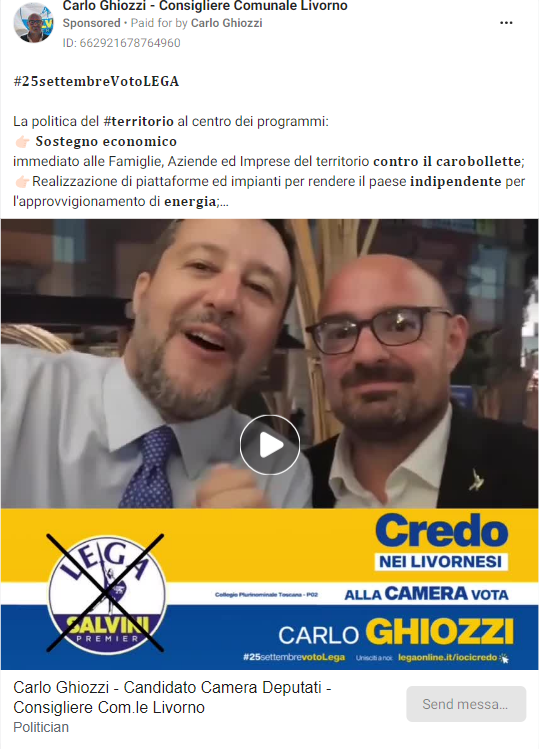 Carlo Ghiozzi - Consigliere Comunale Livorno
Sponsored • Paid for by Carlo Ghiozzi
ID: 662921678764960
#25settembreVotoLEGA
La politica del #territorio al centro dei programmi:
👉🏻 Sostegno economico
immediato alle Famiglie, Aziende ed Imprese del territorio contro il carobollette;
👉🏻Realizzazione di piattaforme ed impianti per rendere il paese indipendente per
l'approvvigionamento di energia;...
Credo
NEI LIVORNESI
LEGA
SALVINI
PREMIER
Collegio Plurinominale Toscana - P02
ALLA CAMERA VOTA
CARLO GHIOZZI
#25settembrevotoLega Unisciti a noi: legaonline.it/iocicredo
Carlo Ghiozzi - Candidato Camera Deputati -
Consigliere Com.le Livorno
Politician
Send messa...